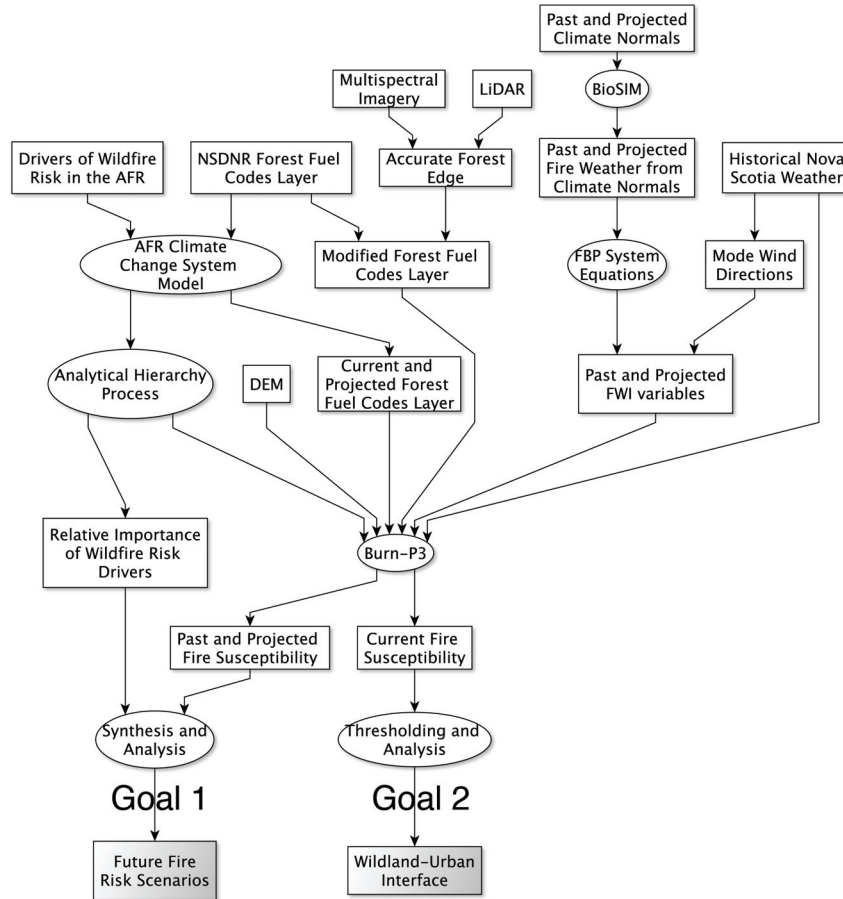 Past and Projected
Climate Normals
Multispectral
Imagery
LiDAR
BioSIM
Drivers of Wildfire
Risk in the AFR
NSDNR Forest Fuel
Codes Layer
Accurate Forest
Edge
Past and Projected
Fire Weather from
Climate Normals
Historical Nova
Scotia Weather
AFR Climate
Change System
Model
Modified Forest Fuel
Codes Layer
FBP System
Equations
Mode Wind
Directions
Analytical Hierarchy
Process
DEM
Current and
Projected Forest
Fuel Codes Layer
Past and Projected
FWI variables
Relative Importance
of Wildfire Risk
Drivers
Burn-P3
Past and Projected
Fire Susceptibility
Current Fire
Susceptibility
Synthesis and
Analysis
Thresholding and
Analysis
Goal 1
Goal 2
Future Fire
Risk Scenarios
Wildland-Urban
Interface